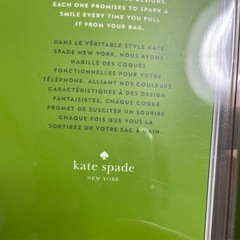 EACH ONE PROMISES TO SPARK A
SMILE EVERY TIME YOU PULL
IT FROM YOUR BAG.
DANS LE VÉRITABLE STYLE KATE
SPADE NEW YORK, NOUS AVONS
HABILLÉ DES COQUES
FONCTIONNELLES POUR VOTRE
TÉLÉPHONE. ALLIANT NOS COULEURS
CARACTÉRISTIQUES À DES DESIGN
FANTAISISTES, CHAQUE COQUE
PROMET DE SUSCITER UN SOURIRE
CHAQUE FOIS QUE VOUS LA
SORTIREZ DE VOTRE SAC À MAIN.
kate spade
NEW YORK